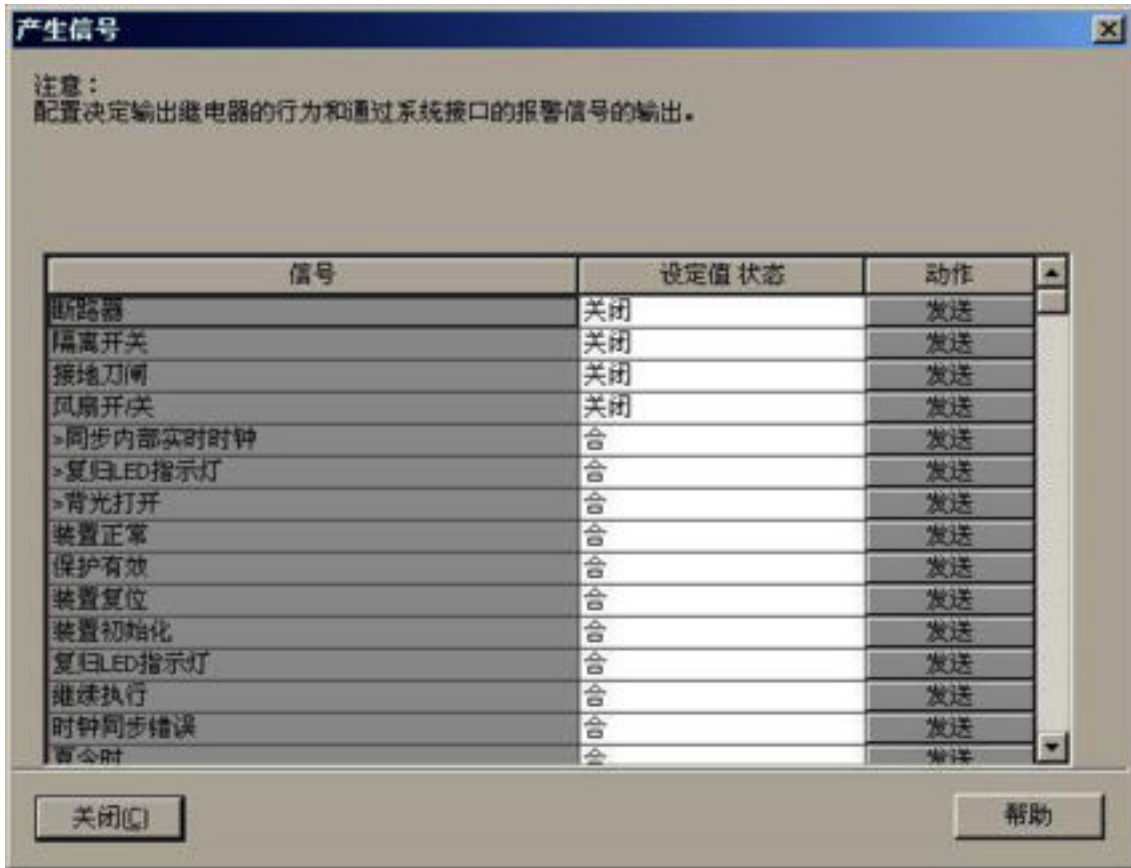 产生信号
注意：
配置决定输出继电器的行为和通过系统接口的报警信号的输出。
信号 设定值 状态 动作
断路器 关闭 发送
隔离开关 关闭 发送
接地刀闸 关闭 发送
风扇开/关 关闭 发送
>同步内部实时时钟 合 发送
>复归LED指示灯 合 发送
>背光打开 合 发送
装置正常 合 发送
保护有效 合 发送
装置复位 合 发送
装置初始化 合 发送
复归LED指示灯 合 发送
继续执行 合 发送
时钟同步错误 合 发送
夏令时 合 发送
关闭(C) 帮助